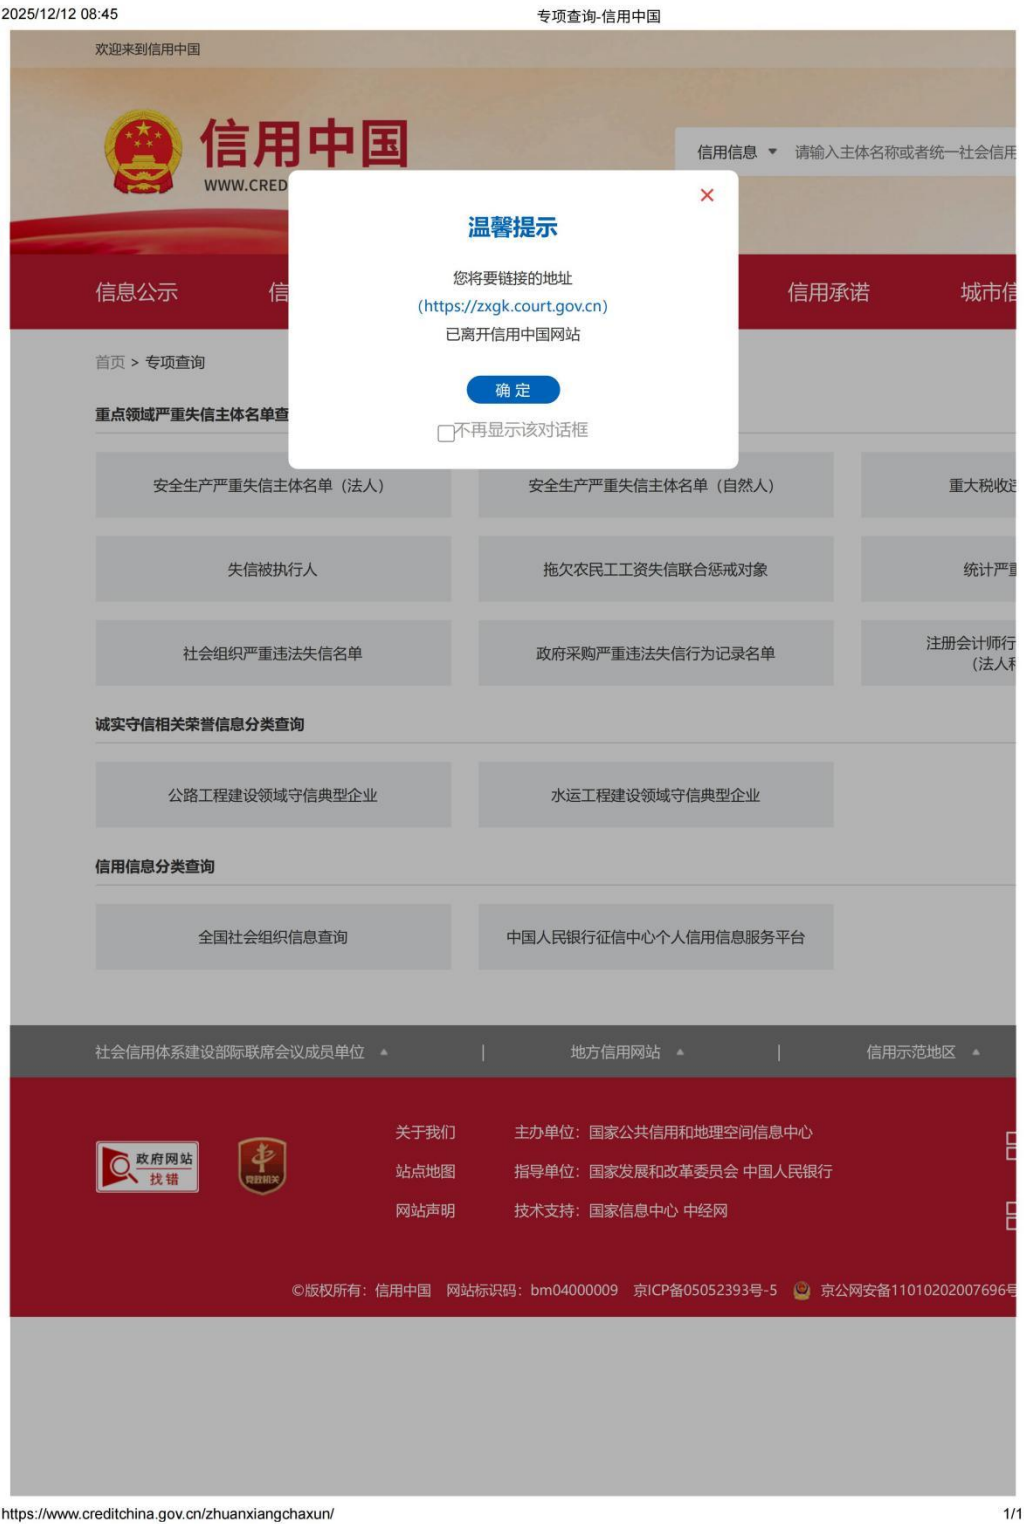 2025/12/12 08:45
专项查询-信用中国
欢迎来到信用中国
信用中国
WWW.CRED
信用信息
请输入主体名称或者统一社会信用
×
温馨提示
您将要链接的地址
(https://zxgk.court.gov.cn)
已离开信用中国网站
确 定
不再显示该对话框
信息公示
信
信用承诺
城市信
首页 > 专项查询
重点领域严重失信主体名单查
安全生产严重失信主体名单（法人）
安全生产严重失信主体名单（自然人）
重大税收违
失信被执行人
拖欠农民工工资失信联合惩戒对象
统计严重
社会组织严重违法失信名单
政府采购严重违法失信行为记录名单
注册会计师行
（法人和
诚实守信相关荣誉信息分类查询
公路工程建设领域守信典型企业
水运工程建设领域守信典型企业
信用信息分类查询
全国社会组织信息查询
中国人民银行征信中心个人信用信息服务平台
社会信用体系建设部际联席会议成员单位
|
地方信用网站
|
信用示范地区
政府网站
找错
党政机关
关于我们
主办单位：国家公共信用和地理空间信息中心
站点地图
指导单位：国家发展和改革委员会 中国人民银行
网站声明
技术支持：国家信息中心 中经网
©版权所有：信用中国 网站标识码：bm04000009 京ICP备05052393号-5 京公网安备11010202007696号
https://www.creditchina.gov.cn/zhuanxiangchaxun/
1/1